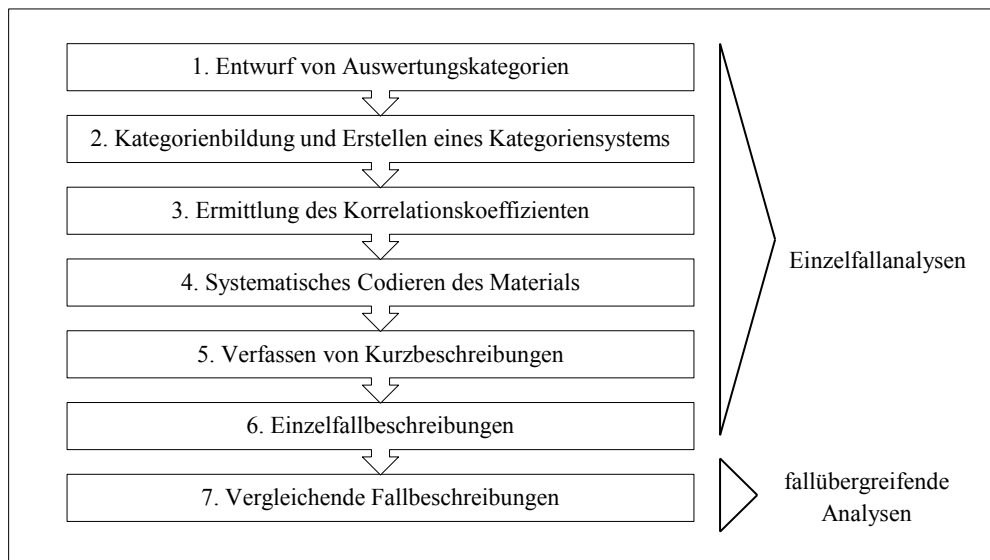 1. Entwurf von Auswertungskategorien
2. Kategorienbildung und Erstellen eines Kategoriensystems
3. Ermittlung des Korrelationskoeffizienten
4. Systematisches Codieren des Materials
5. Verfassen von Kurzbeschreibungen
6. Einzelfallbeschreibungen
7. Vergleichende Fallbeschreibungen
Einzelfallanalysen
fallübergreifende
Analysen